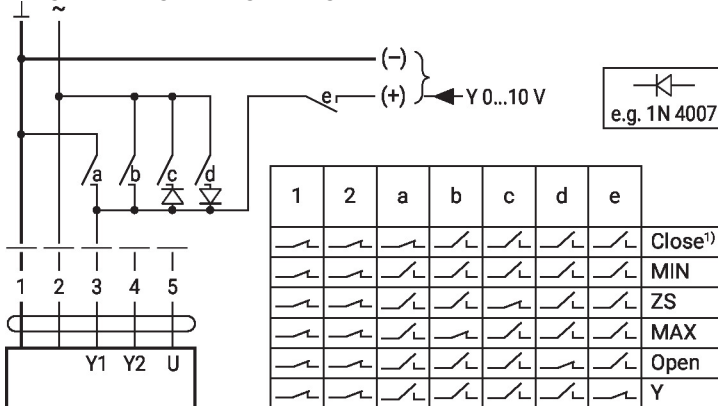 ⊥ ~
(–)
e (+) Y 0...10 V
e.g. 1N 4007
a b c d
1 2 a b c d e
Close1)
MIN
1 2 3 4 5
ZS
MAX
Y1 Y2 U
Open
Y